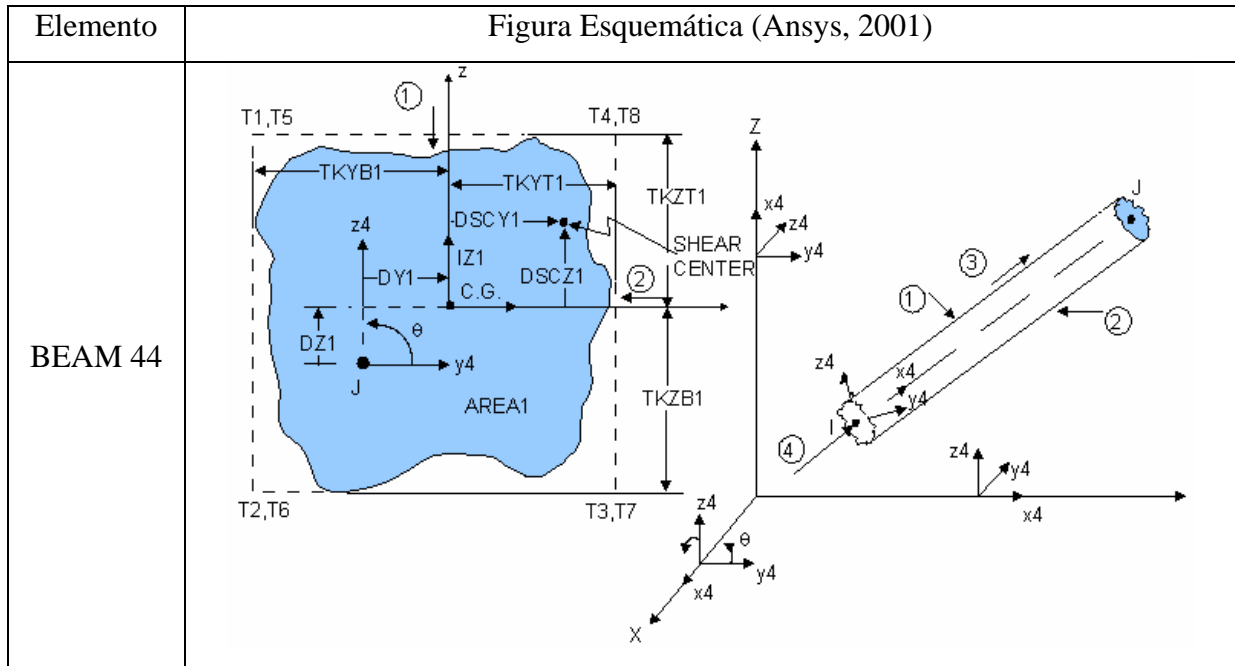 Elemento
Figura Esquemática (Ansys, 2001)
BEAM 44
z
1
T1,T5
T4,T8
TKYB1
TKYT1
TKZT1
DSCY1
z4
IZ1
SHEAR
CENTER
DY1
DSCZ1
2
C.G.
DZ1
θ
y4
J
AREA1
TKZB1
T2,T6
T3,T7
Z
x4
z4
y4
J
3
1
2
x4
z4
y4
I
4
z4
y4
x4
z4
θ
y4
x4
X